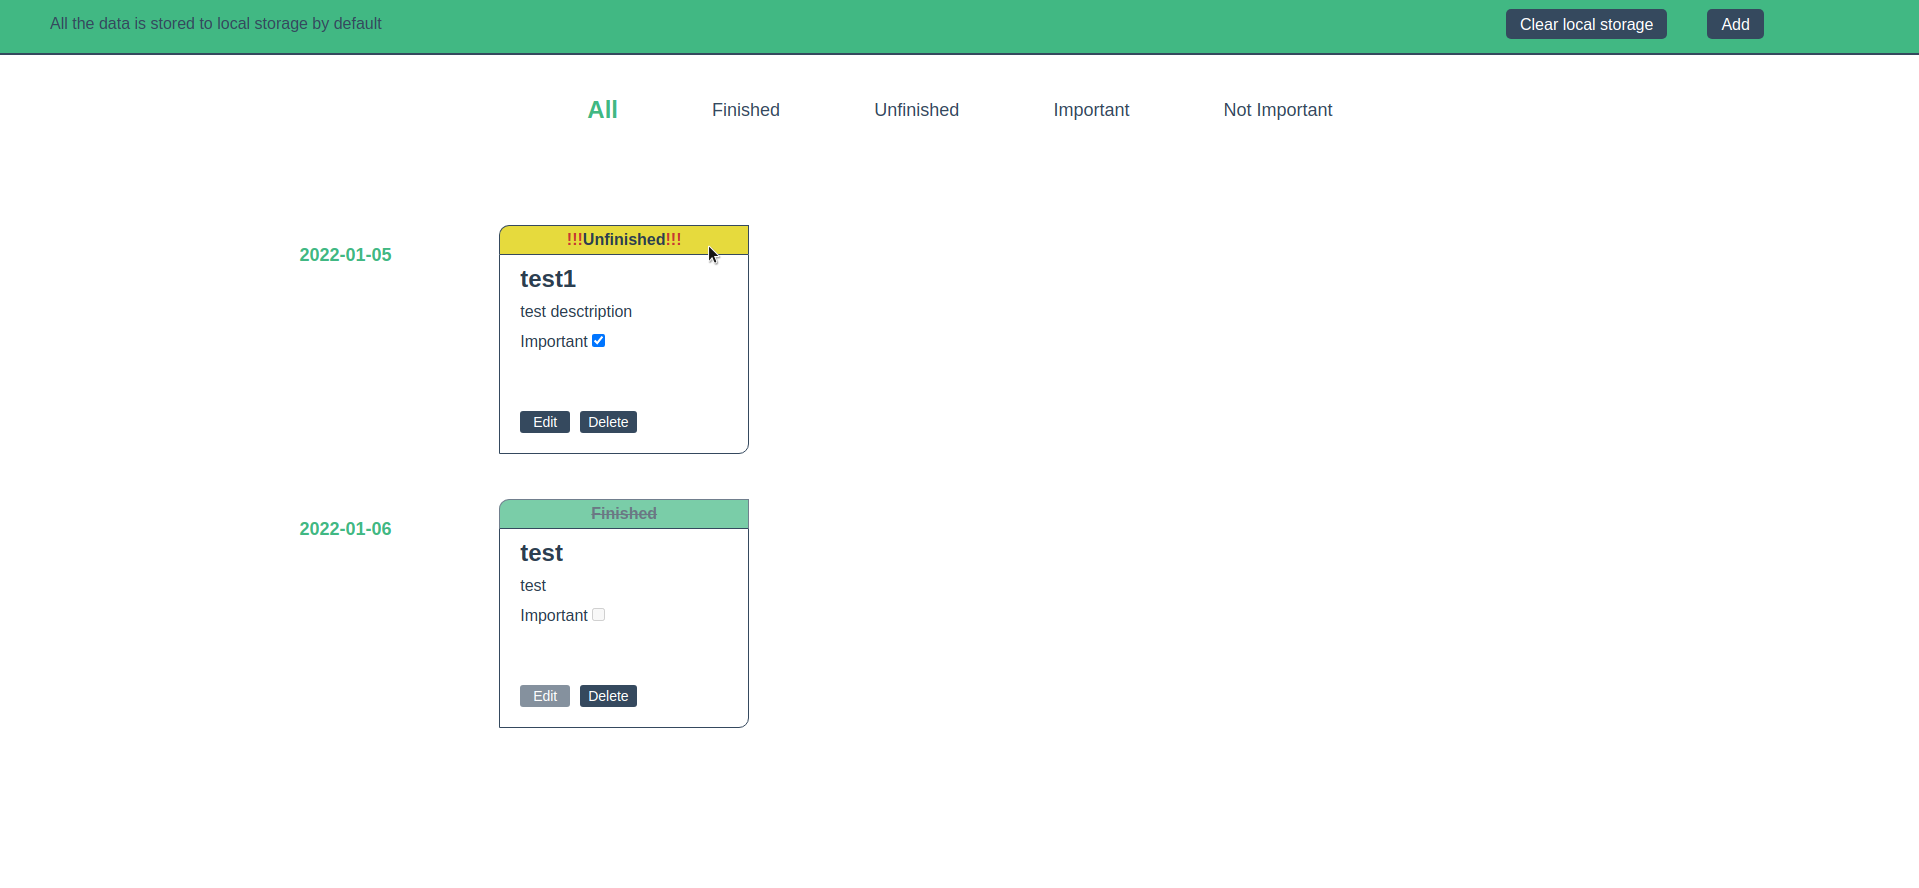 All the data is stored to local storage by default
Clear local storage
Add
All
Finished
Unfinished
Important
Not Important
2022-01-05
!!!Unfinished!!!
test1
test desctription
Important
Edit
Delete
2022-01-06
Finished
test
test
Important
Edit
Delete